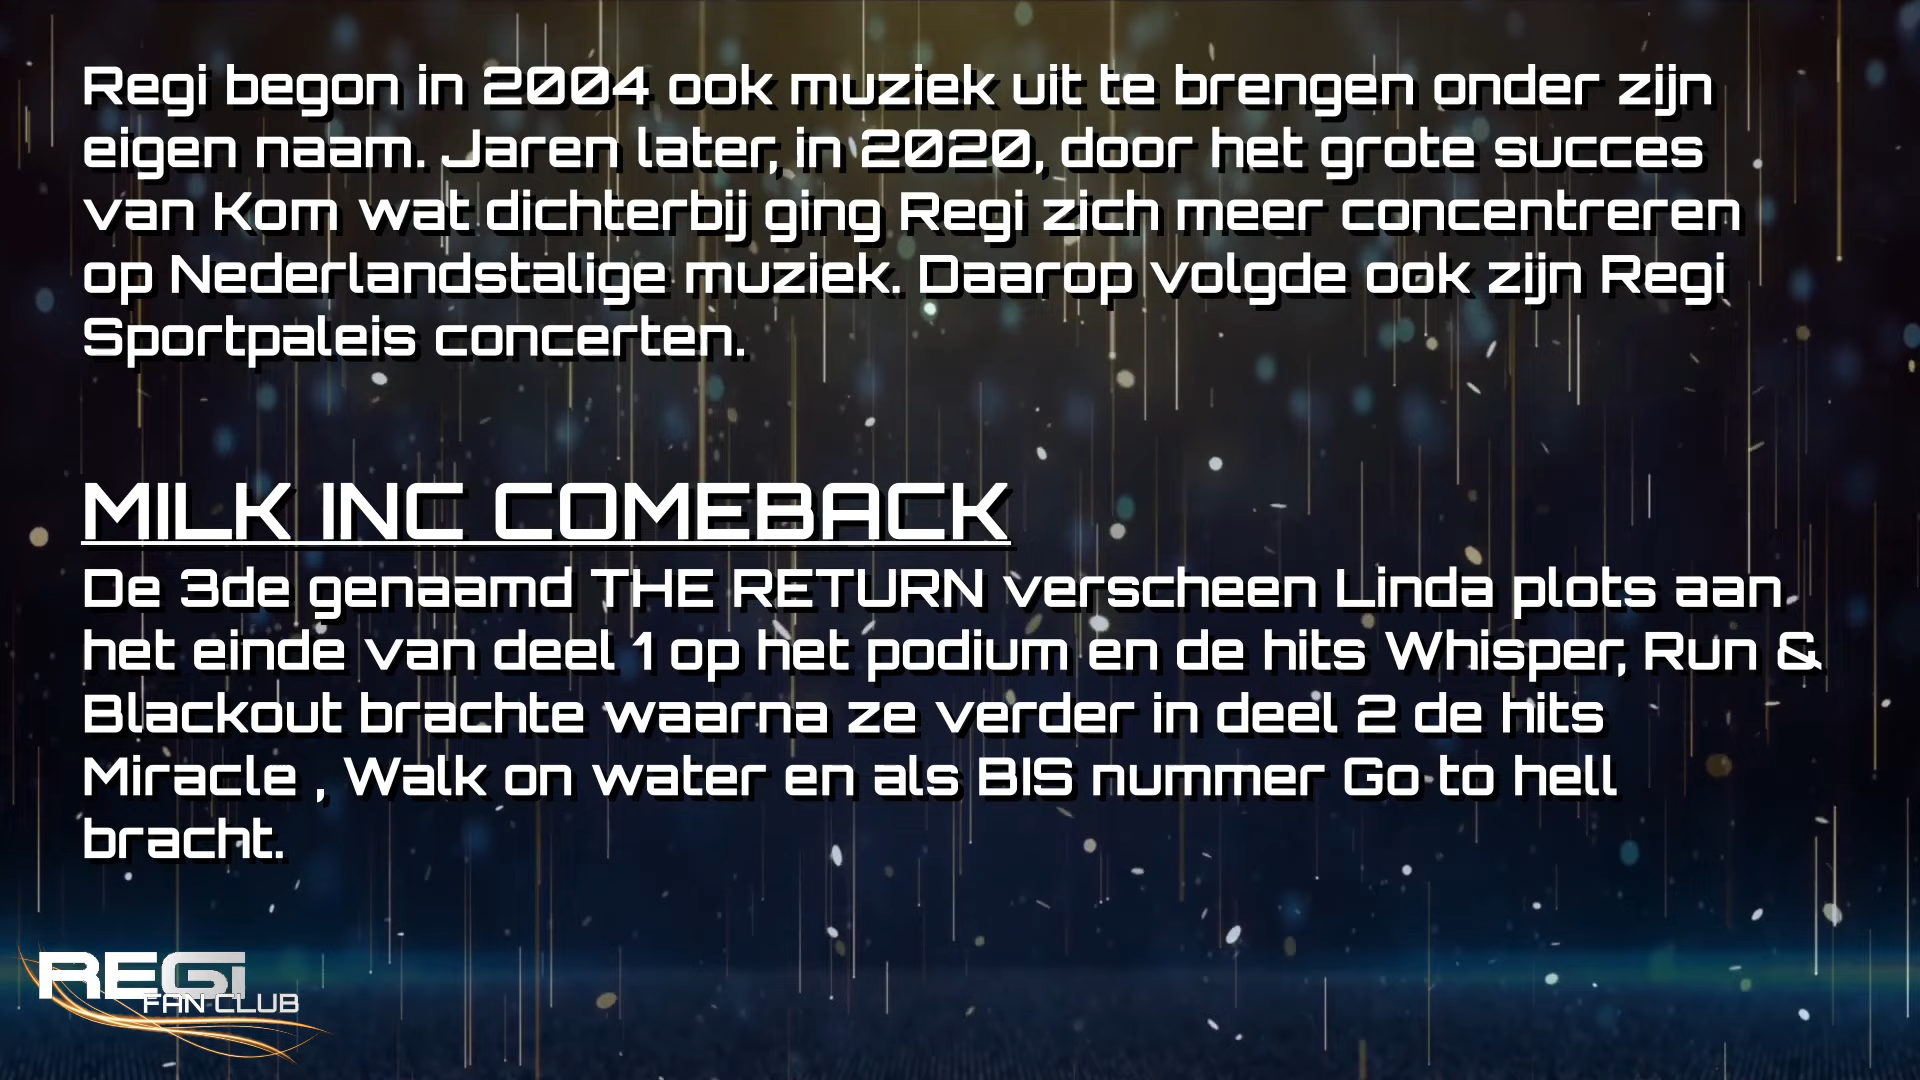 Regi begon in 2004 ook muziek uit te brengen onder zijn
eigen naam. Jaren later, in 2020, door het grote succes
van Kom wat dichterbij ging Regi zich meer concentreren
op Nederlandstalige muziek. Daarop volgde ook zijn Regi
Sportpaleis concerten.
MILK INC COMEBACK
De 3de genaamd THE RETURN verscheen Linda plots aan
het einde van deel 1 op het podium en de hits Whisper, Run &
Blackout brachte waarna ze verder in deel 2 de hits
Miracle , Walk on water en als BIS nummer Go to hell
bracht.
REGI
FAN CLUB